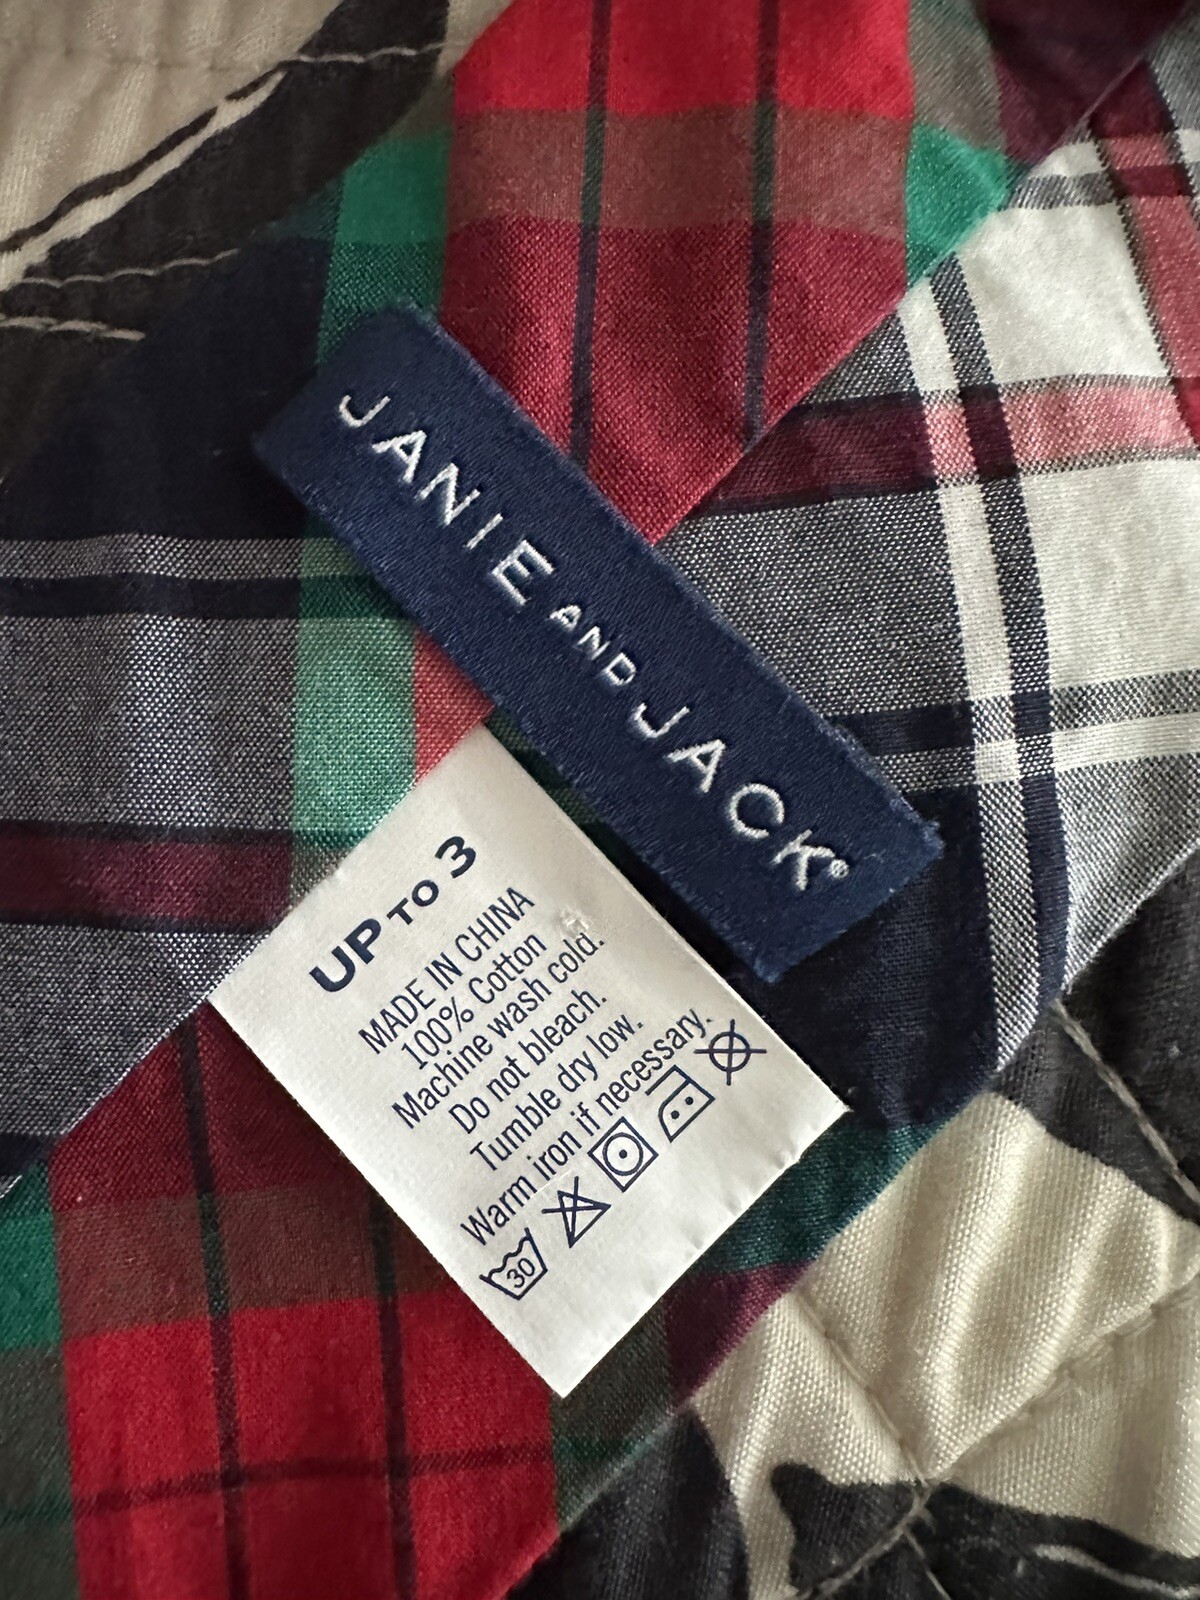 JANIE AND JACK®
UP TO 3
MADE IN CHINA
100% Cotton
Machine wash cold.
Do not bleach.
Tumble dry low.
Warm iron if necessary.
30